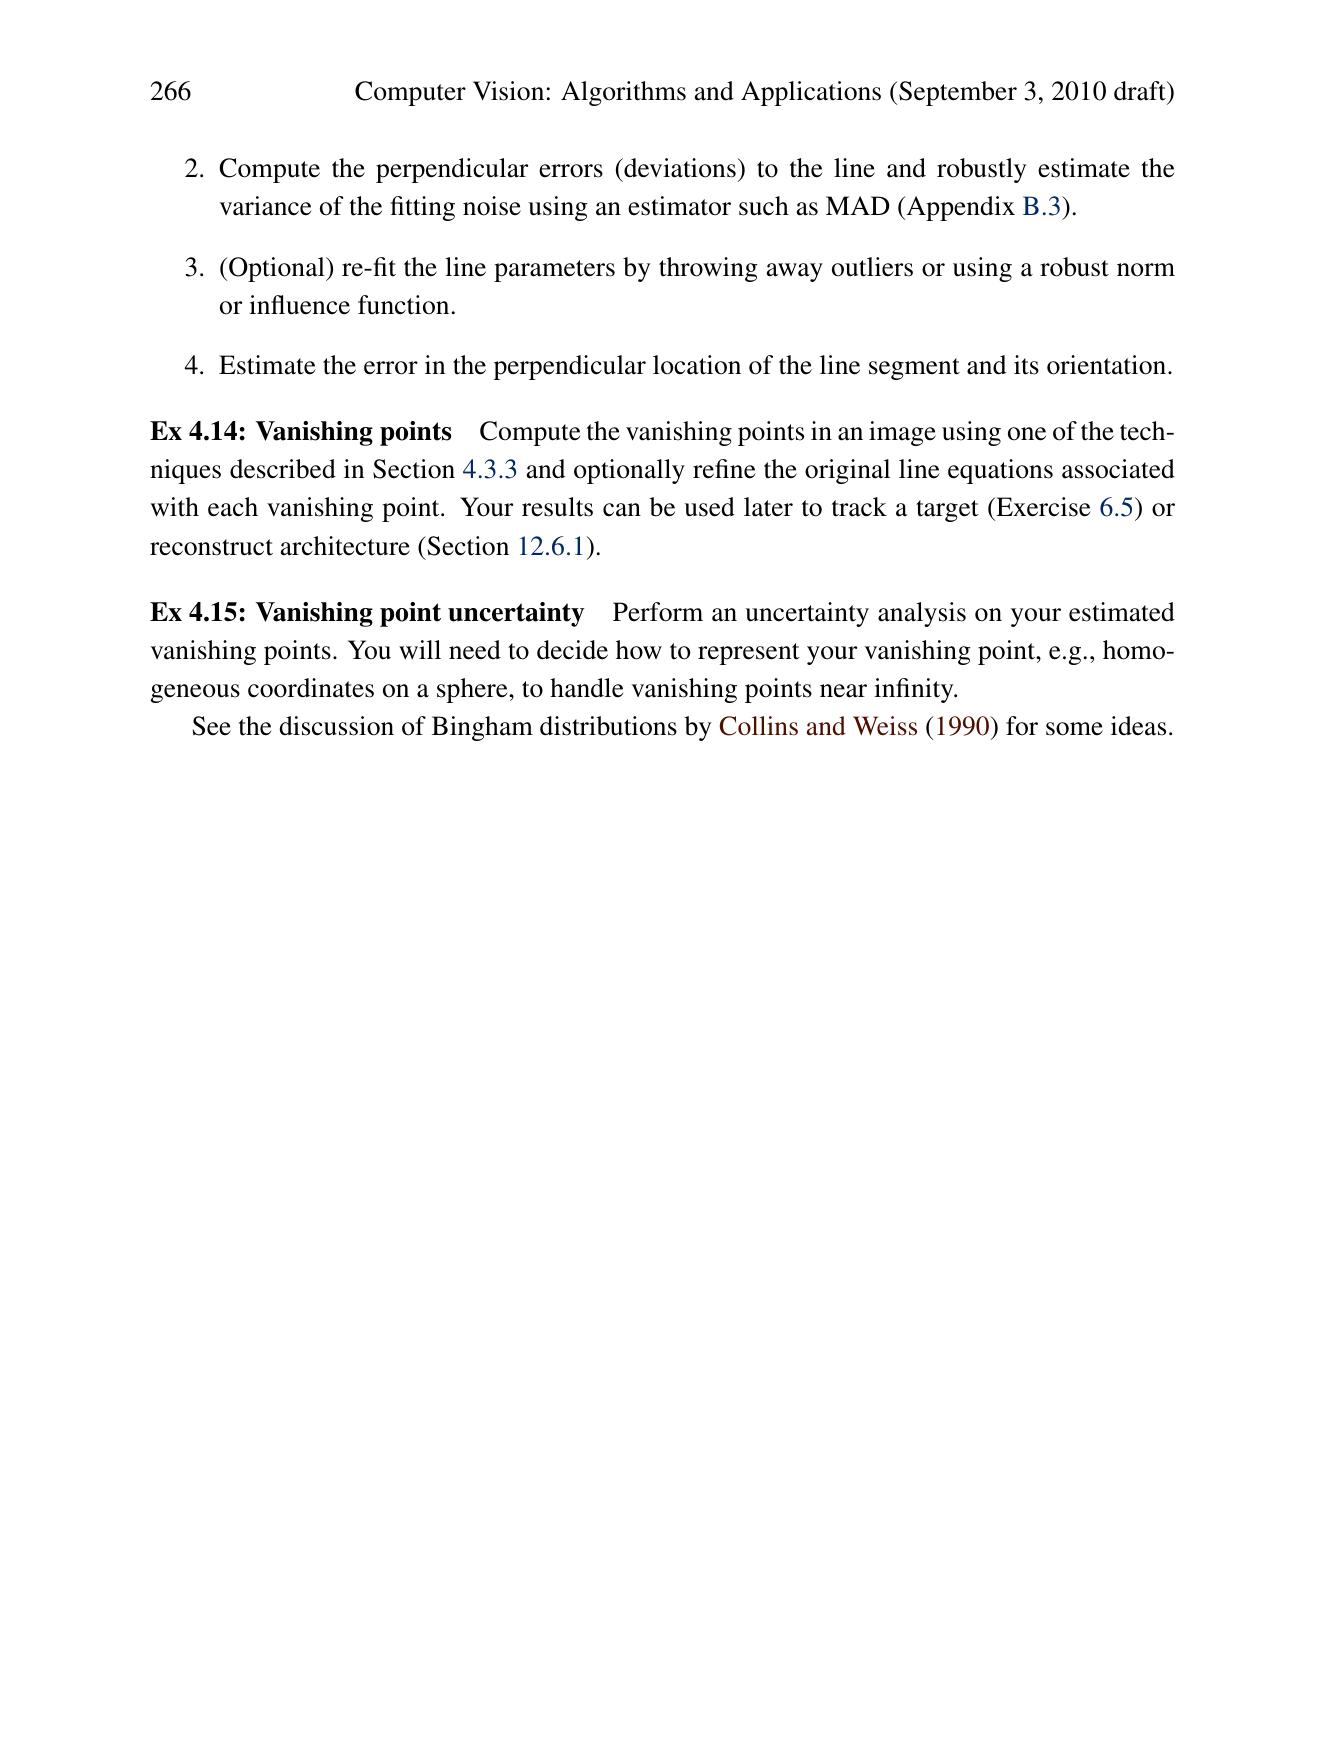 266 Computer Vision: Algorithms and Applications (September 3, 2010 draft)
2. Compute the perpendicular errors (deviations) to the line and robustly estimate the
variance of the fitting noise using an estimator such as MAD (Appendix B.3).
3. (Optional) re-fit the line parameters by throwing away outliers or using a robust norm
or influence function.
4. Estimate the error in the perpendicular location of the line segment and its orientation.
Ex 4.14: Vanishing points Compute the vanishing points in an image using one of the tech-
niques described in Section 4.3.3 and optionally refine the original line equations associated
with each vanishing point. Your results can be used later to track a target (Exercise 6.5) or
reconstruct architecture (Section 12.6.1).
Ex 4.15: Vanishing point uncertainty Perform an uncertainty analysis on your estimated
vanishing points. You will need to decide how to represent your vanishing point, e.g., homo-
geneous coordinates on a sphere, to handle vanishing points near infinity.
See the discussion of Bingham distributions by Collins and Weiss (1990) for some ideas.